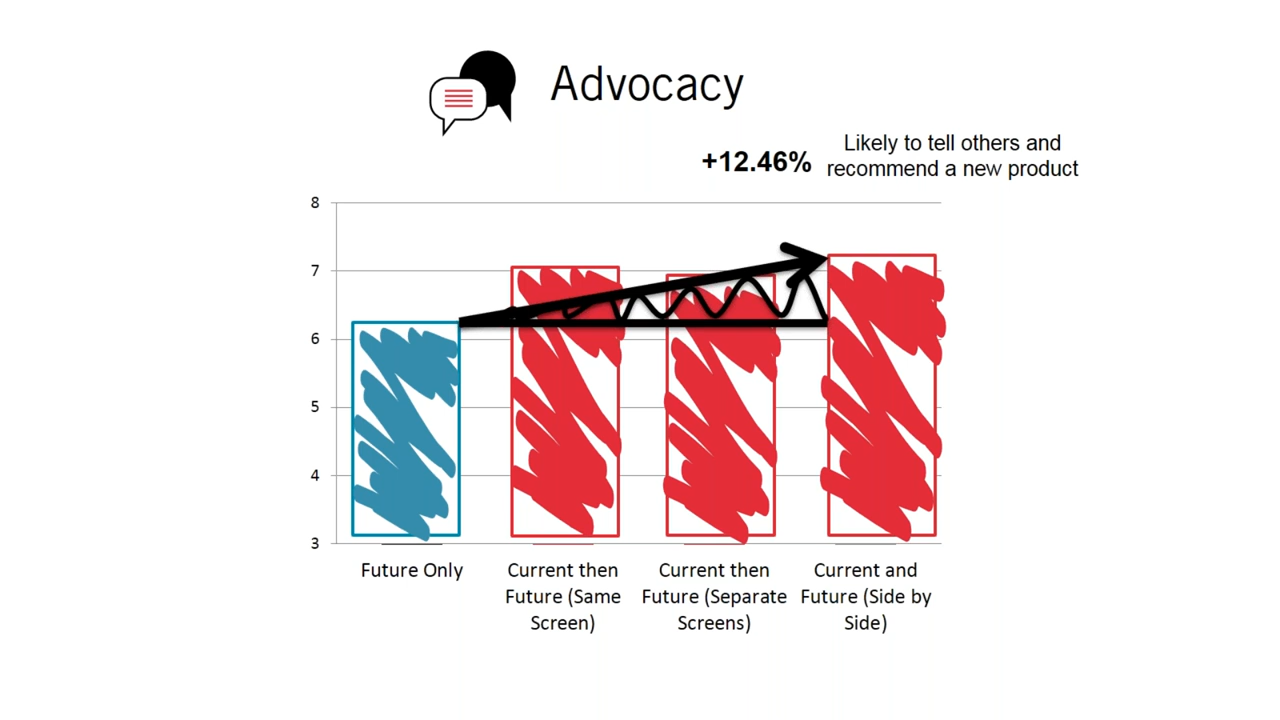 Advocacy
+12.46%
Likely to tell others and
recommend a new product
8
7
6
5
4
3
Future Only
Current then
Future (Same
Screen)
Current then
Future (Separate
Screens)
Current and
Future (Side by
Side)